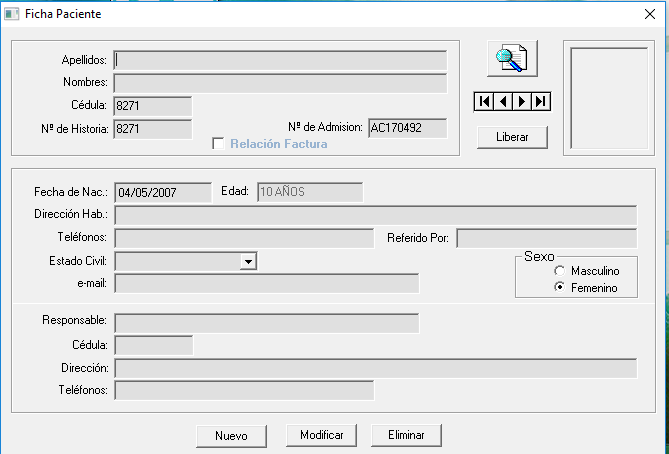 Ficha Paciente
Apellidos:
Nombres:
Cédula: 8271
Nº de Historia: 8271 Nº de Admision: AC170492
Relación Factura
Liberar
Fecha de Nac.: 04/05/2007 Edad: 10 AÑOS
Dirección Hab.:
Teléfonos: Referido Por:
Estado Civil: Sexo
Masculino
e-mail: Femenino
Responsable:
Cédula:
Dirección:
Teléfonos:
Nuevo Modificar Eliminar